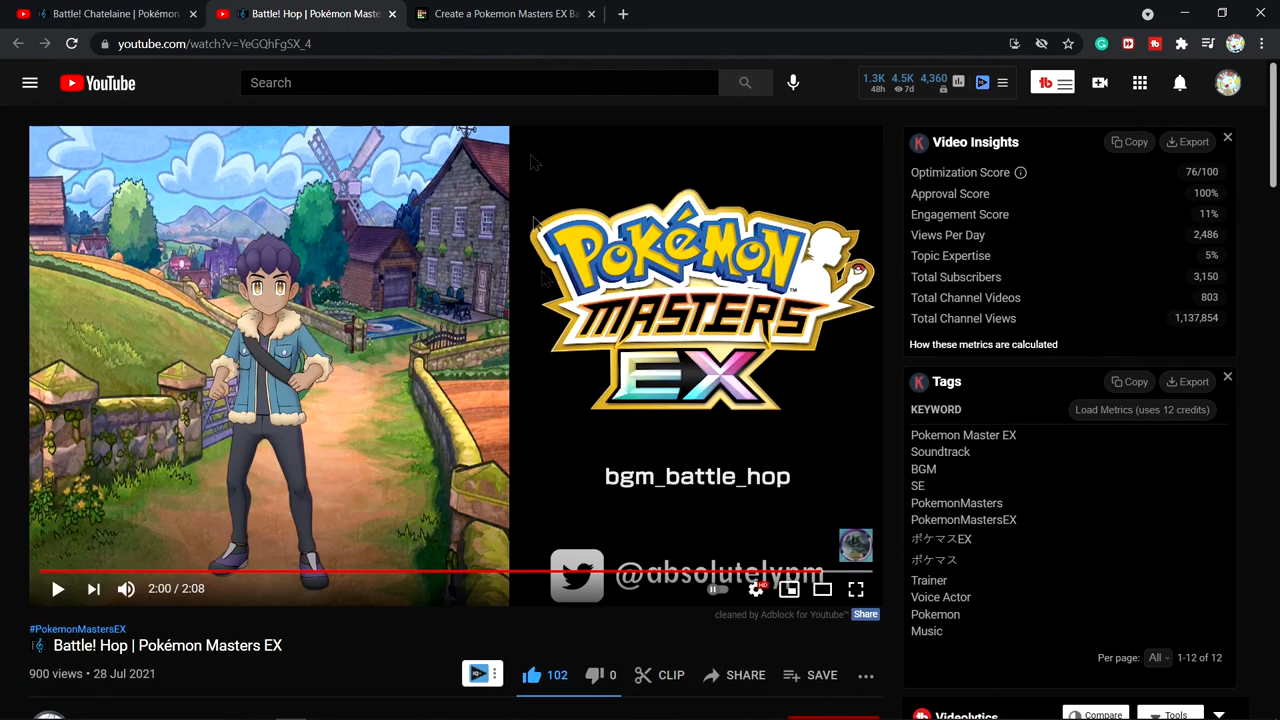 Battle! Chatelaine | Pokémon
Battle! Hop | Pokémon Maste
Create a Pokemon Masters EX Ba
youtube.com/watch?v=YeGQhFgSX_4
YouTube
Search
1.3K 4.5K 4,360
48h 7d
Video Insights
Copy
Export
Optimization Score 76/100
Approval Score 100%
Engagement Score 11%
Views Per Day 2,486
Topic Expertise 5%
Total Subscribers 3,150
Total Channel Videos 803
Total Channel Views 1,137,854
How these metrics are calculated
POKéMON
TM
MASTERS
EX
bgm_battle_hop
@absolutelypm
2:00 / 2:08
HD
cleaned by Adblock for Youtube™ Share
Tags
Copy
Export
KEYWORD
Load Metrics (uses 12 credits)
Pokemon Master EX
Soundtrack
BGM
SE
PokemonMasters
PokemonMastersEX
ポケマスEX
ポケマス
Trainer
Voice Actor
Pokemon
Music
Per page: All 1-12 of 12
#PokemonMastersEX
Battle! Hop | Pokémon Masters EX
900 views • 28 Jul 2021
102
0
CLIP
SHARE
SAVE
Videolytics
Compare
Tools